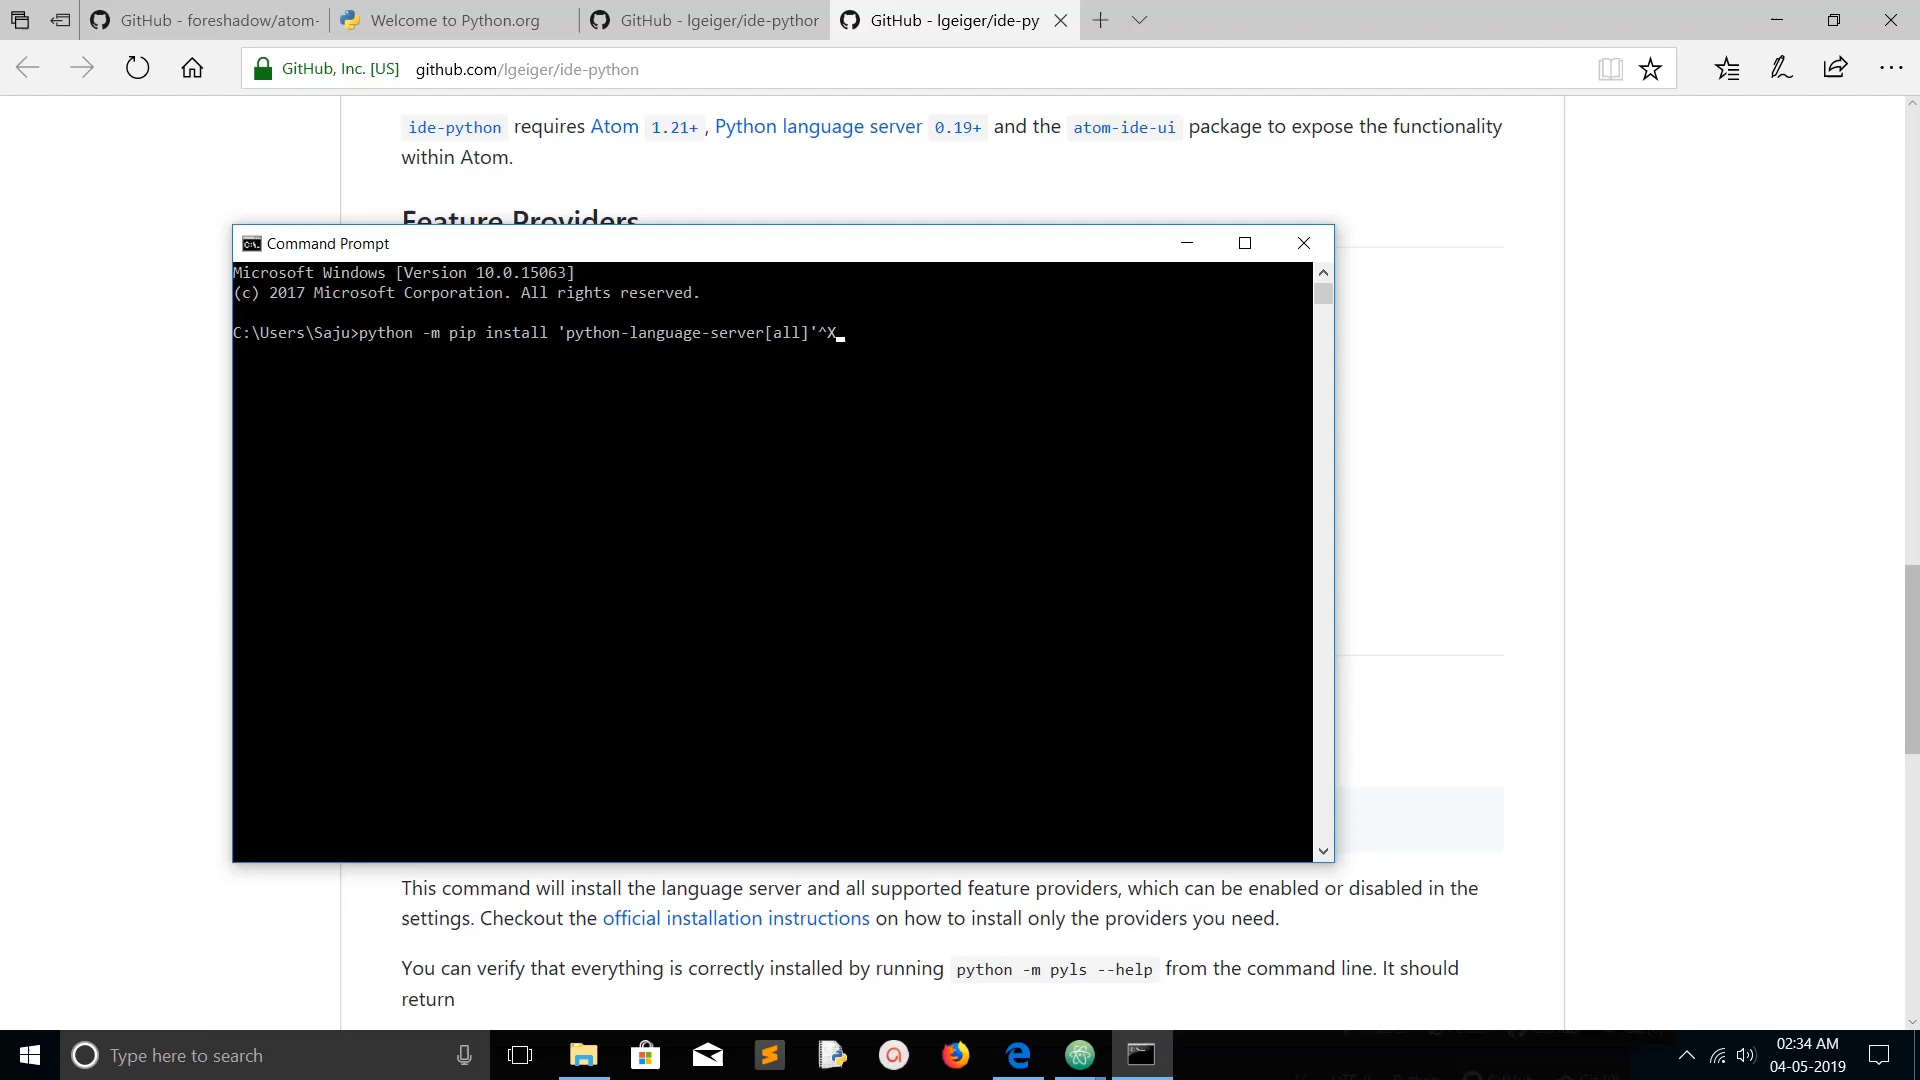 GitHub - foreshadow/atom-
Welcome to Python.org
GitHub - lgeiger/ide-python
GitHub - lgeiger/ide-py
GitHub, Inc. [US]
github.com/lgeiger/ide-python
ide-python requires Atom 1.21+ , Python language server 0.19+ and the atom-ide-ui package to expose the functionality
within Atom.
Feature Providers
Command Prompt
Microsoft Windows [Version 10.0.15063]
(c) 2017 Microsoft Corporation. All rights reserved.
C:\Users\Saju>python -m pip install 'python-language-server[all]'^X
This command will install the language server and all supported feature providers, which can be enabled or disabled in the
settings. Checkout the official installation instructions on how to install only the providers you need.
You can verify that everything is correctly installed by running python -m pyls --help from the command line. It should
return
Type here to search
02:34 AM
04-05-2019